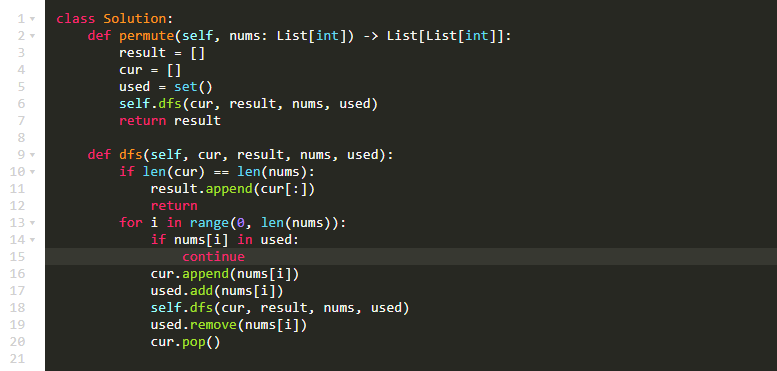 1 class Solution:
2     def permute(self, nums: List[int]) -> List[List[int]]:
3         result = []
4         cur = []
5         used = set()
6         self.dfs(cur, result, nums, used)
7         return result
8
9     def dfs(self, cur, result, nums, used):
10         if len(cur) == len(nums):
11             result.append(cur[:])
12             return
13         for i in range(0, len(nums)):
14             if nums[i] in used:
15                 continue
16             cur.append(nums[i])
17             used.add(nums[i])
18             self.dfs(cur, result, nums, used)
19             used.remove(nums[i])
20             cur.pop()
21